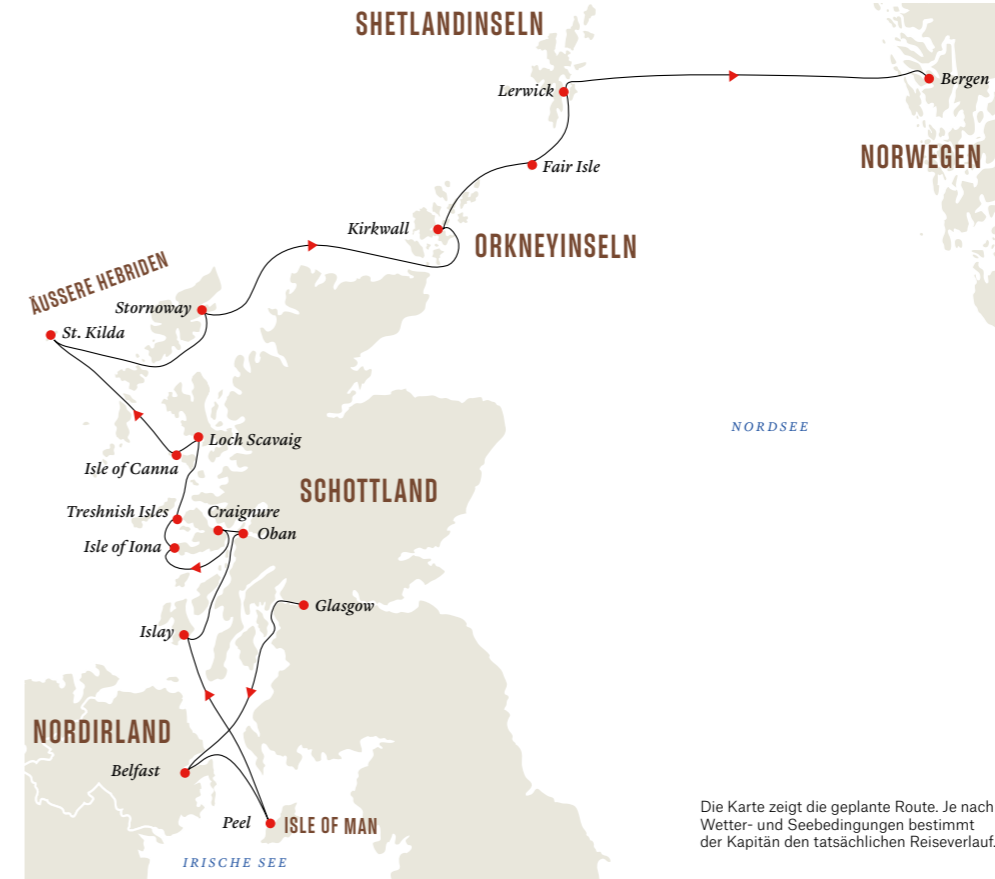 SHETLANDINSELN
Bergen
Lerwick
NORWEGEN
Fair Isle
Kirkwall
ORKNEYINSELN
ÄUSSERE HEBRIDEN
Stornoway
St. Kilda
NORDSEE
Loch Scavaig
Isle of Canna
SCHOTTLAND
Treshnish Isles
Craignure
Oban
Isle of Iona
Glasgow
Islay
NORDIRLAND
Belfast
Peel
ISLE OF MAN
IRISCHE SEE
Die Karte zeigt die geplante Route. Je nach
Wetter- und Seebedingungen bestimmt
der Kapitän den tatsächlichen Reiseverlauf.